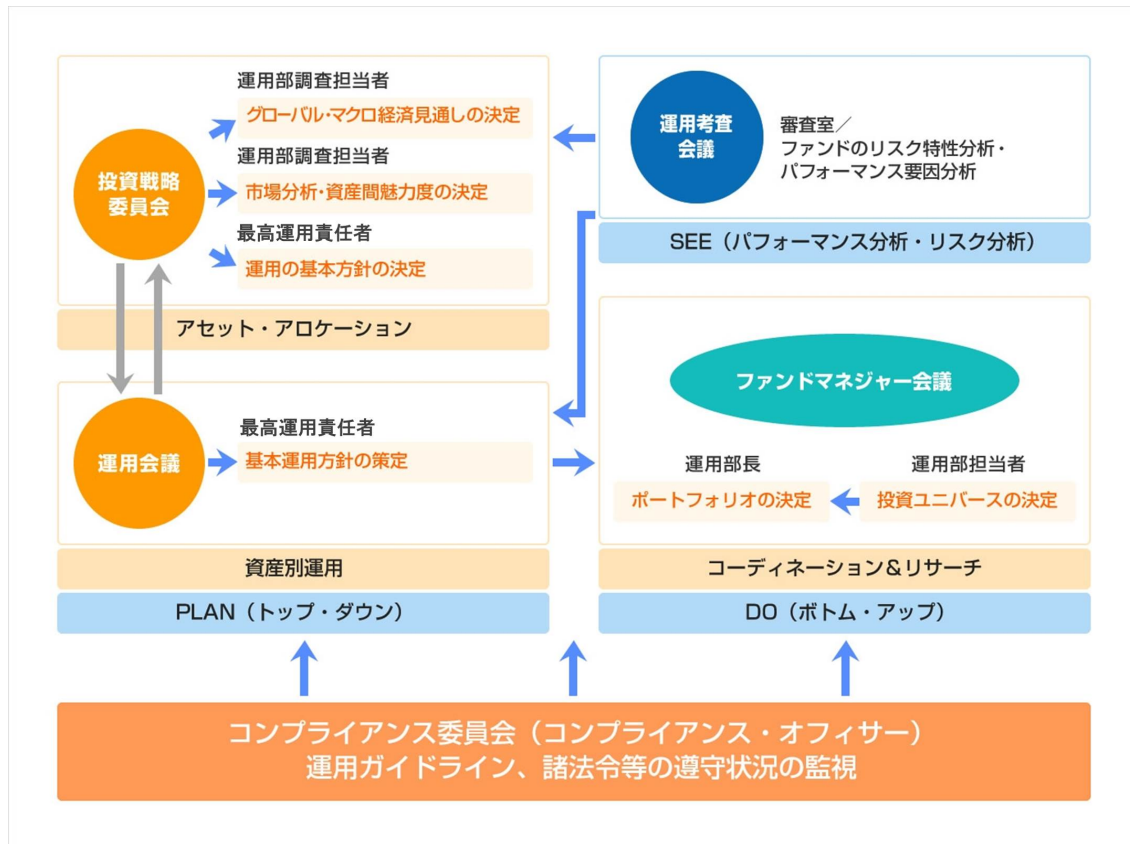 運用部調査担当者
グローバル・マクロ経済見通しの決定
投資戦略
委員会
運用部調査担当者
市場分析・資産間魅力度の決定
最高運用責任者
運用の基本方針の決定
アセット・アロケーション
運用考査
会議
審査室／
ファンドのリスク特性分析・
パフォーマンス要因分析
SEE（パフォーマンス分析・リスク分析）
運用会議
最高運用責任者
基本運用方針の策定
資産別運用
PLAN（トップ・ダウン）
ファンドマネジャー会議
運用部長
ポートフォリオの決定
運用部担当者
投資ユニバースの決定
コーディネーション＆リサーチ
DO（ボトム・アップ）
コンプライアンス委員会（コンプライアンス・オフィサー）
運用ガイドライン、諸法令等の遵守状況の監視